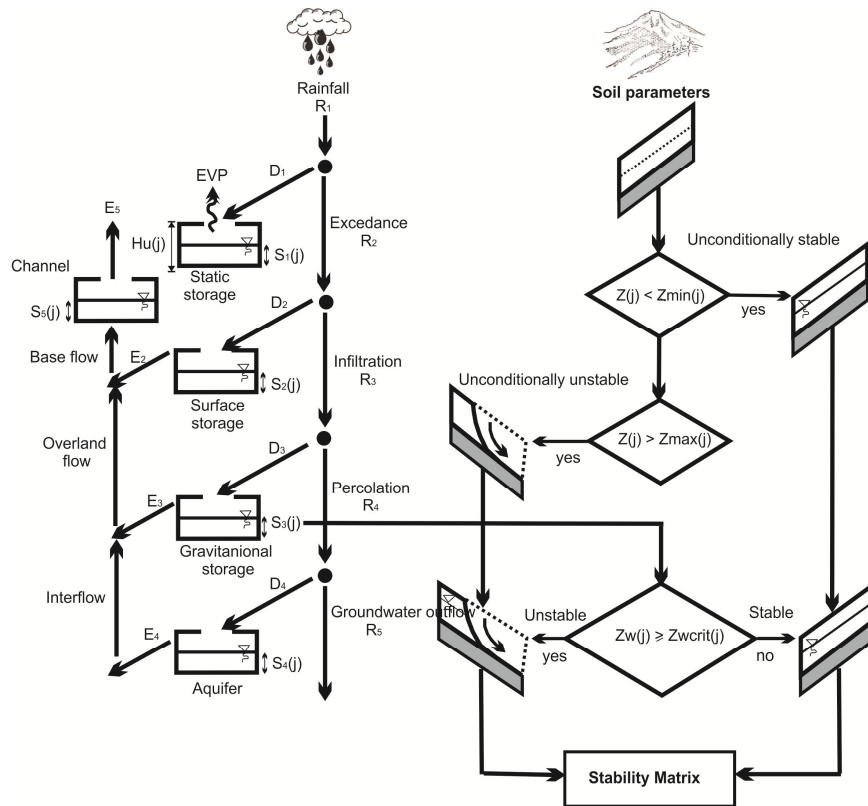 Rainfall
R1
Soil parameters
D1
EVP
E5
Excedance
R2
Hu(j)
S1(j)
Unconditionally stable
Channel
Static
storage
Z(j) < Zmin(j)
yes
S5(j)
D2
Base flow
E2
Infiltration
R3
S2(j)
Unconditionally unstable
Surface
storage
Z(j) > Zmax(j)
yes
Overland
flow
D3
Percolation
R4
E3
S3(j)
Gravitanional
storage
D4
Interflow
Groundwater outflow
R5
Unstable
yes
Zw(j) ⩾ Zwcrit(j)
Stable
no
E4
S4(j)
Aquifer
Stability Matrix